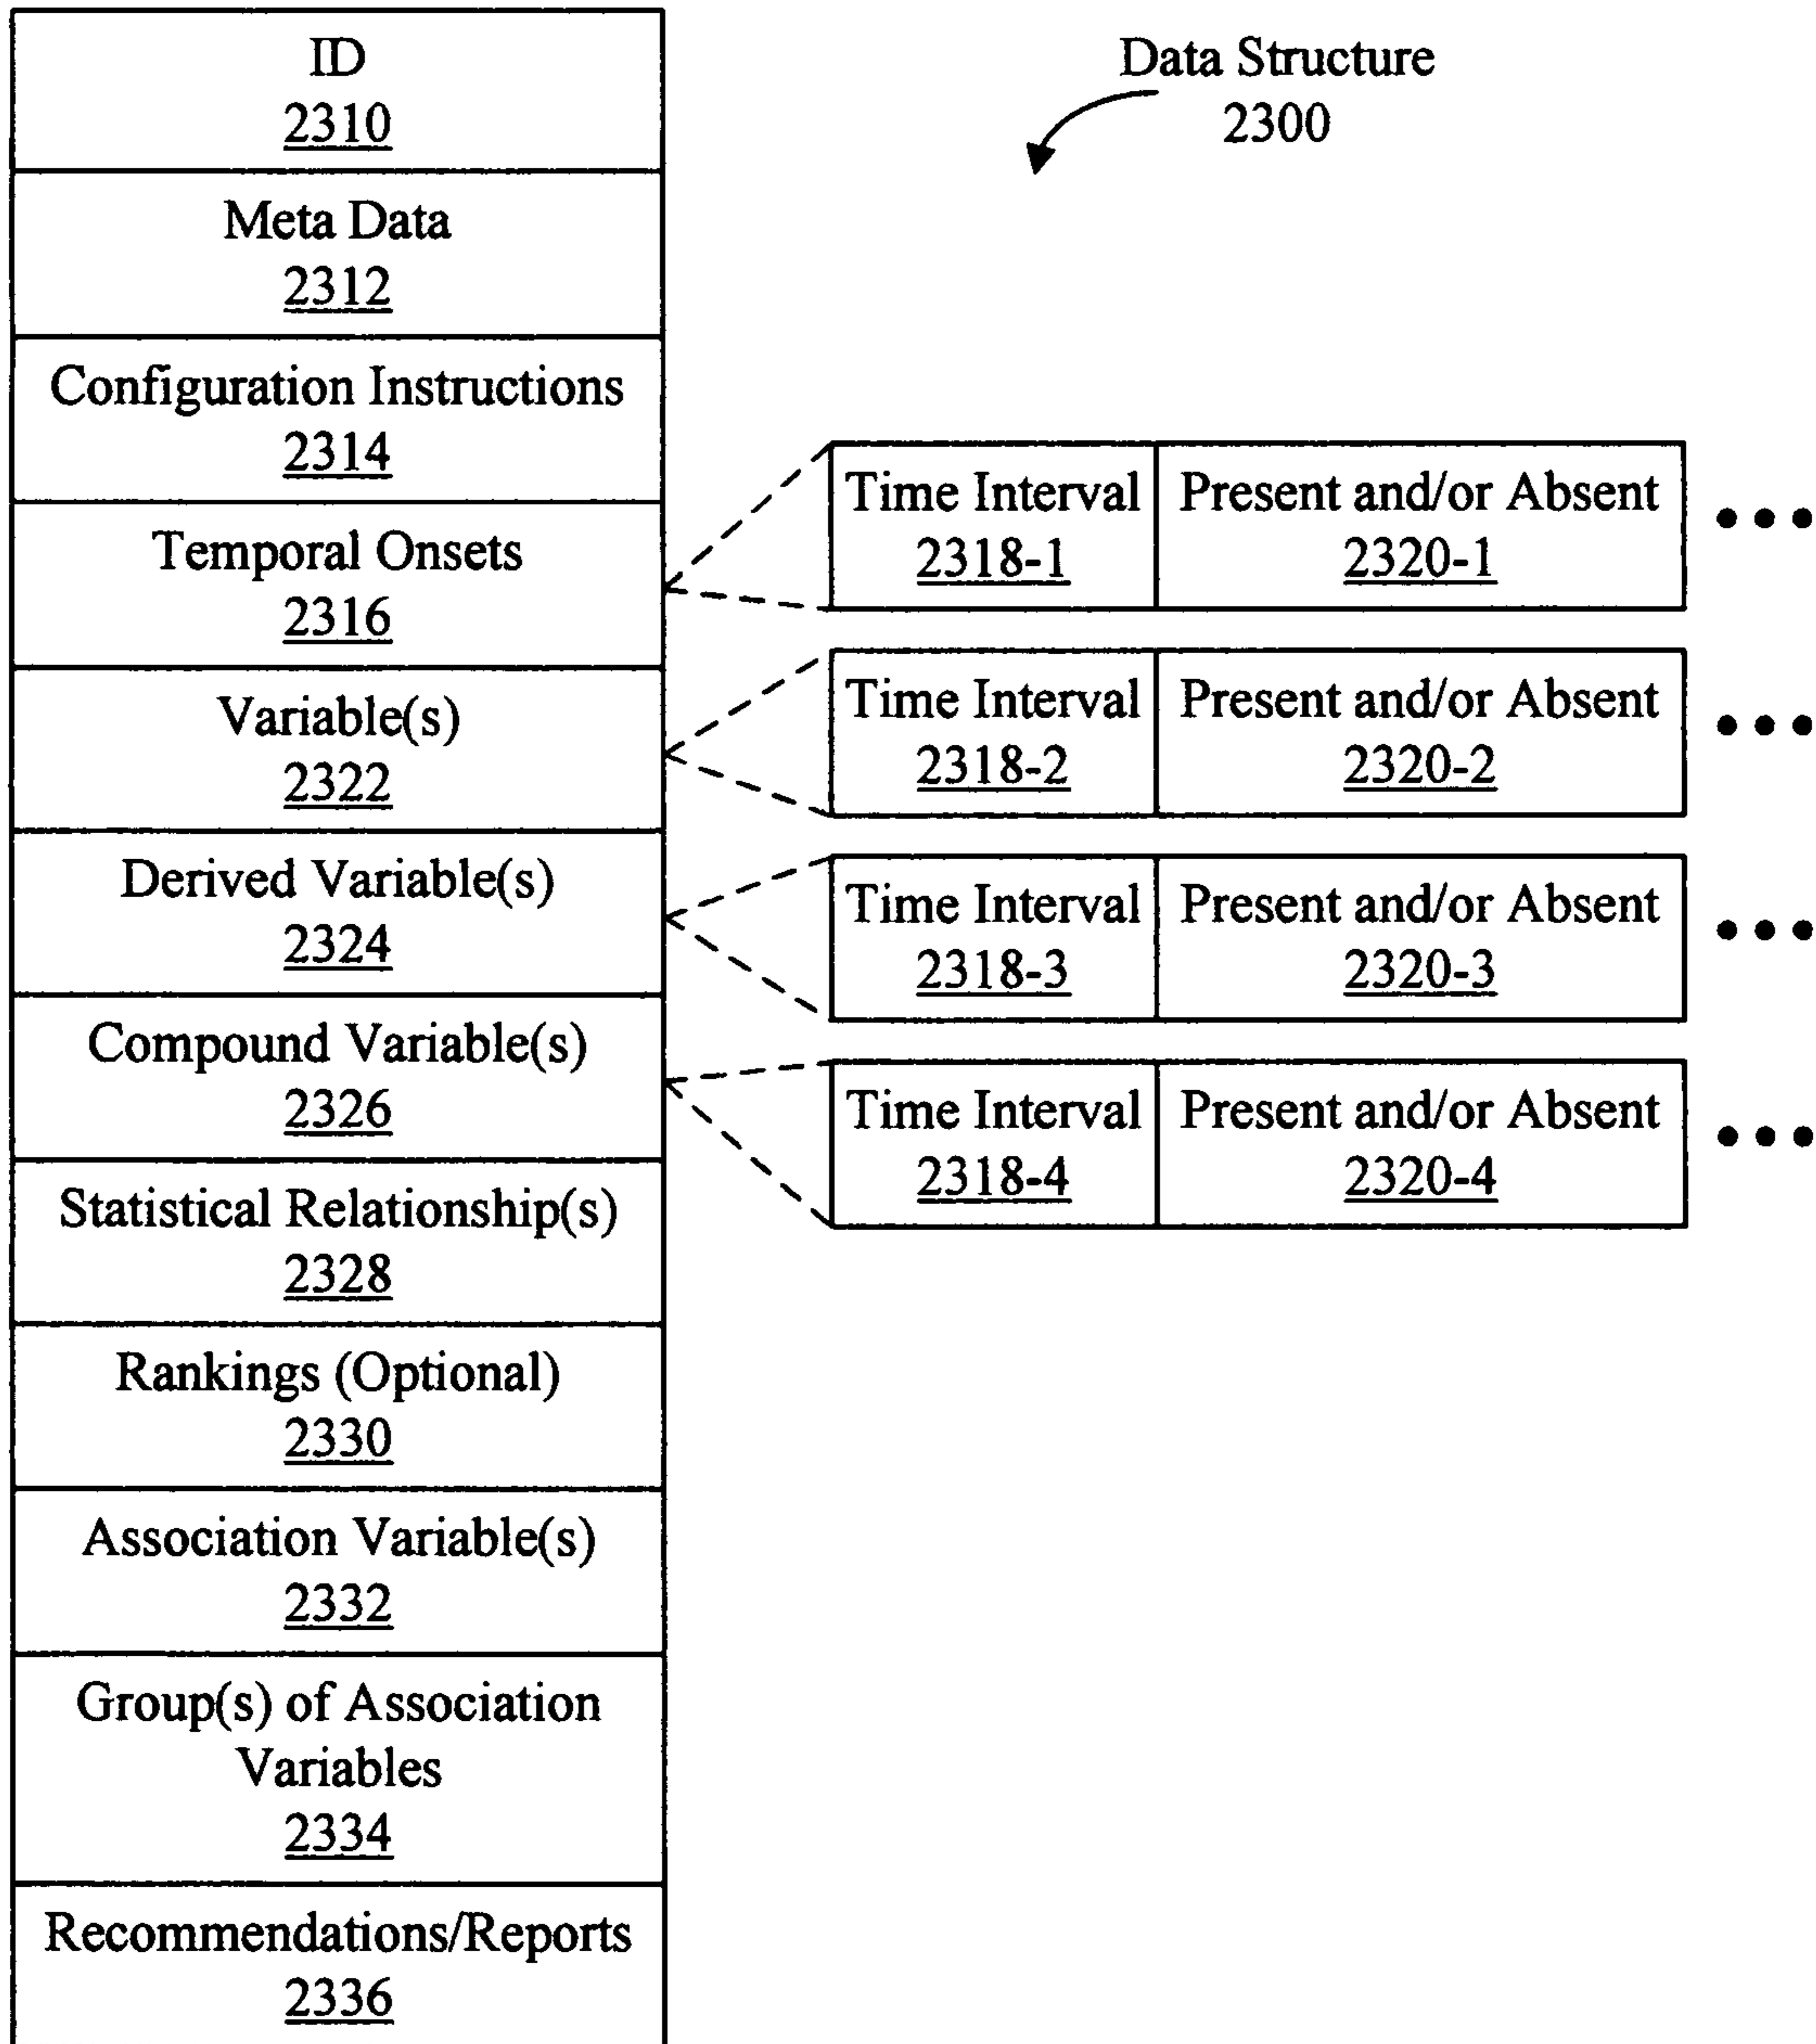 ID
2310
Meta Data
2312
Configuration Instructions
2314
Temporal Onsets
2316
Variable(s)
2322
Derived Variable(s)
2324
Compound Variable(s)
2326
Statistical Relationship(s)
2328
Rankings (Optional)
2330
Association Variable(s)
2332
Group(s) of Association
Variables
2334
Recommendations/Reports
2336
Data Structure
2300
Time Interval
2318-1
Present and/or Absent
2320-1
Time Interval
2318-2
Present and/or Absent
2320-2
Time Interval
2318-3
Present and/or Absent
2320-3
Time Interval
2318-4
Present and/or Absent
2320-4